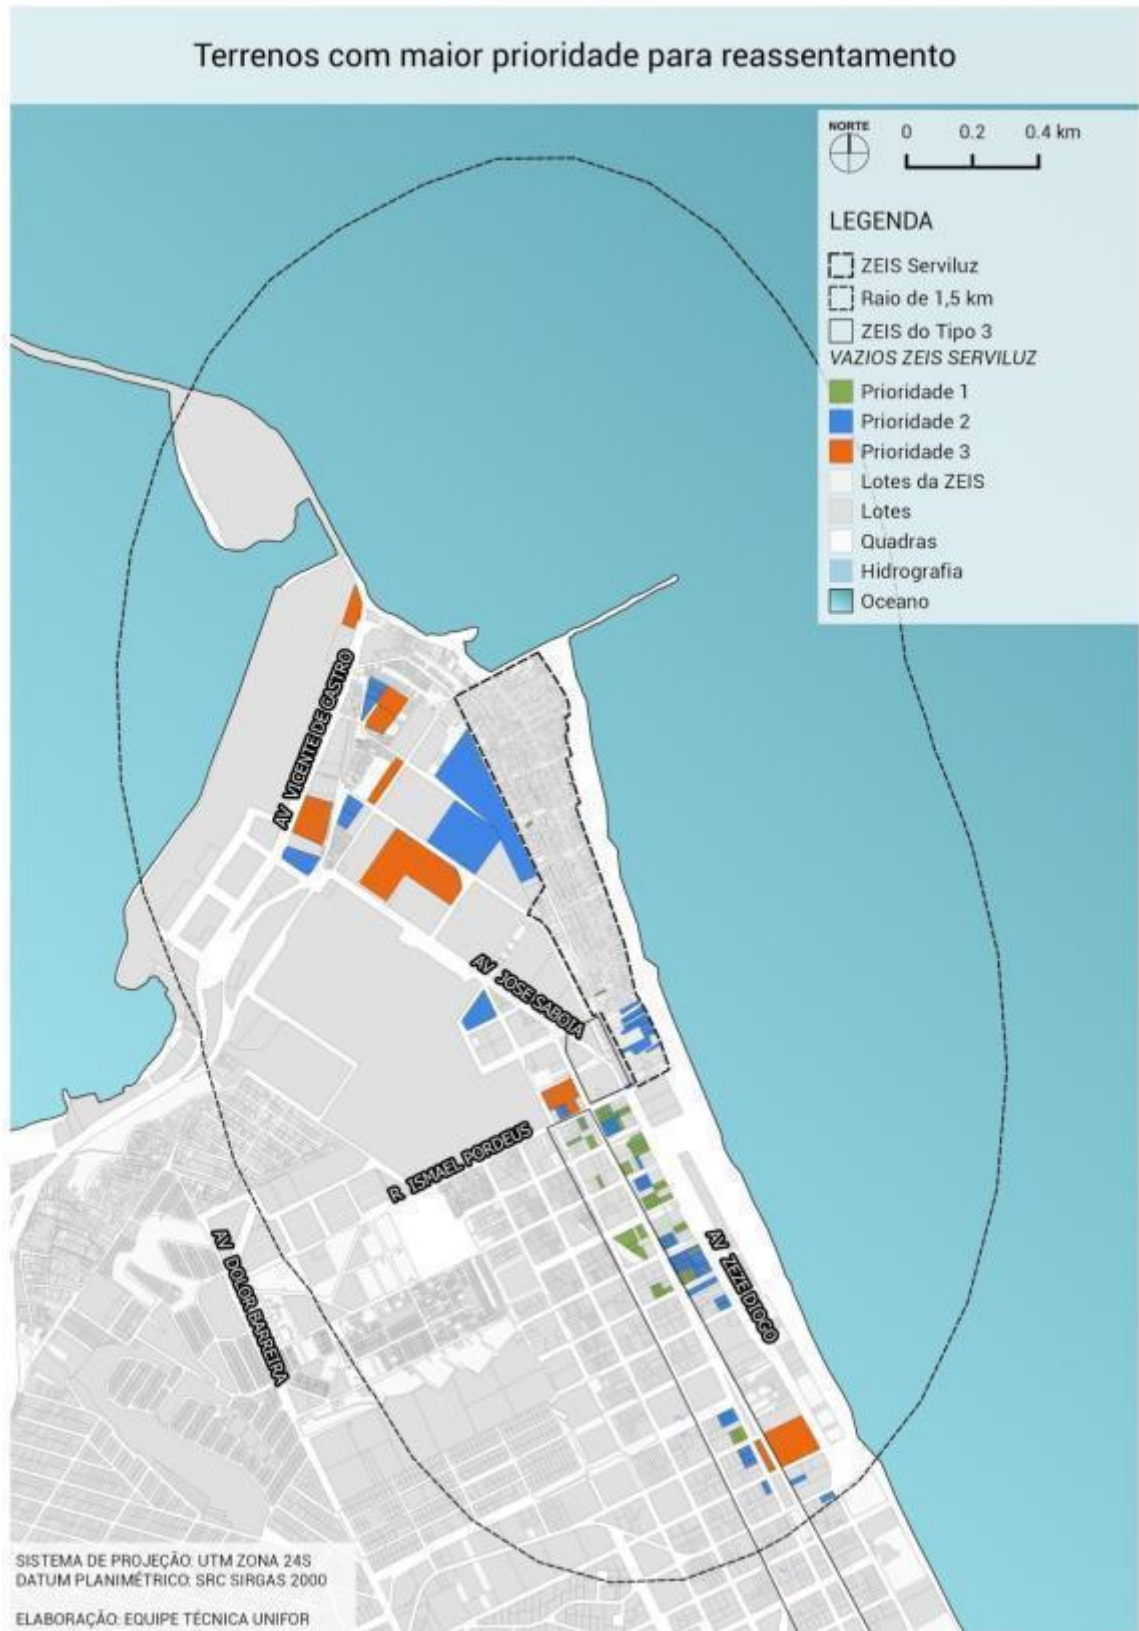 Terrenos com maior prioridade para reassentamento
NORTE
0 0.2 0.4 km
LEGENDA
ZEIS Serviluz
Raio de 1,5 km
ZEIS do Tipo 3
VAZIOS ZEIS SERVILUZ
Prioridade 1
Prioridade 2
Prioridade 3
Lotes da ZEIS
Lotes
Quadras
Hidrografia
Oceano
AV VICENTE DE CASTRO
AV JOSE SABOIA
R ISMAEL PORDEUS
AV DOLOR BARREIRA
AV ZEZE DIOGO
SISTEMA DE PROJEÇÃO: UTM ZONA 24S
DATUM PLANIMÉTRICO: SRC SIRGAS 2000
ELABORAÇÃO: EQUIPE TÉCNICA UNIFOR